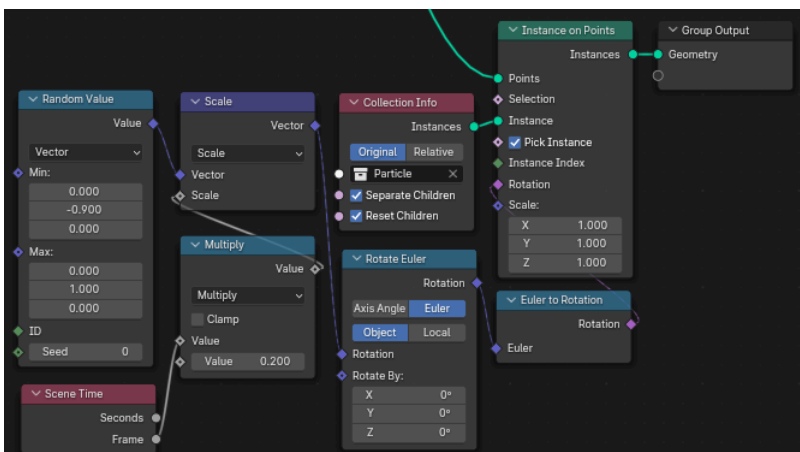 Instance on Points
Instances
Points
Selection
Instance
Pick Instance
Instance Index
Rotation
Scale:
X 1.000
Y 1.000
Z 1.000
Group Output
Geometry
Random Value
Value
Vector
Min:
0.000
-0.900
0.000
Max:
0.000
1.000
0.000
ID
Seed 0
Scale
Vector
Scale
Vector
Scale
Collection Info
Instances
Original Relative
Particle
Separate Children
Reset Children
Multiply
Value
Multiply
Clamp
Value
Value 0.200
Rotate Euler
Rotation
Axis Angle Euler
Object Local
Rotation
Rotate By:
X 0°
Y 0°
Z 0°
Euler to Rotation
Rotation
Euler
Scene Time
Seconds
Frame